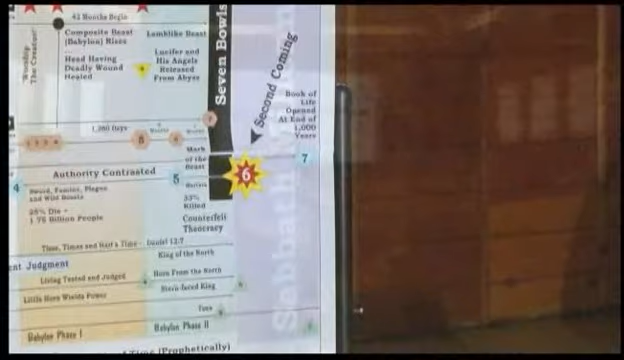 42 Months Begin
"Worship
The Creator"
Composite Beast
(Babylon) Rises
Lamblike Beast
Head Having
Deadly Wound
Healed
Lucifer and
His Angels
Released
From Abyss
Seven Bowls
Second Coming
Book of
Life
Opened
At End of
1,000
Years
1,260 Days
Mark
of the
Beast
7
Authority Contrasted
4
5
6
Sword, Famine, Plague
and Wild Beasts
25% Die =
1.75 Billion People
33%
Killed
Counterfeit
Theocracy
Time, Times and Half a Time - Daniel 12:7
King of the North
ent Judgment
Living Tested and Judged
Horn From the North
Little Horn Wields Power
Stern-faced King
Babylon Phase I
Babylon Phase II
Time (Prophetically)